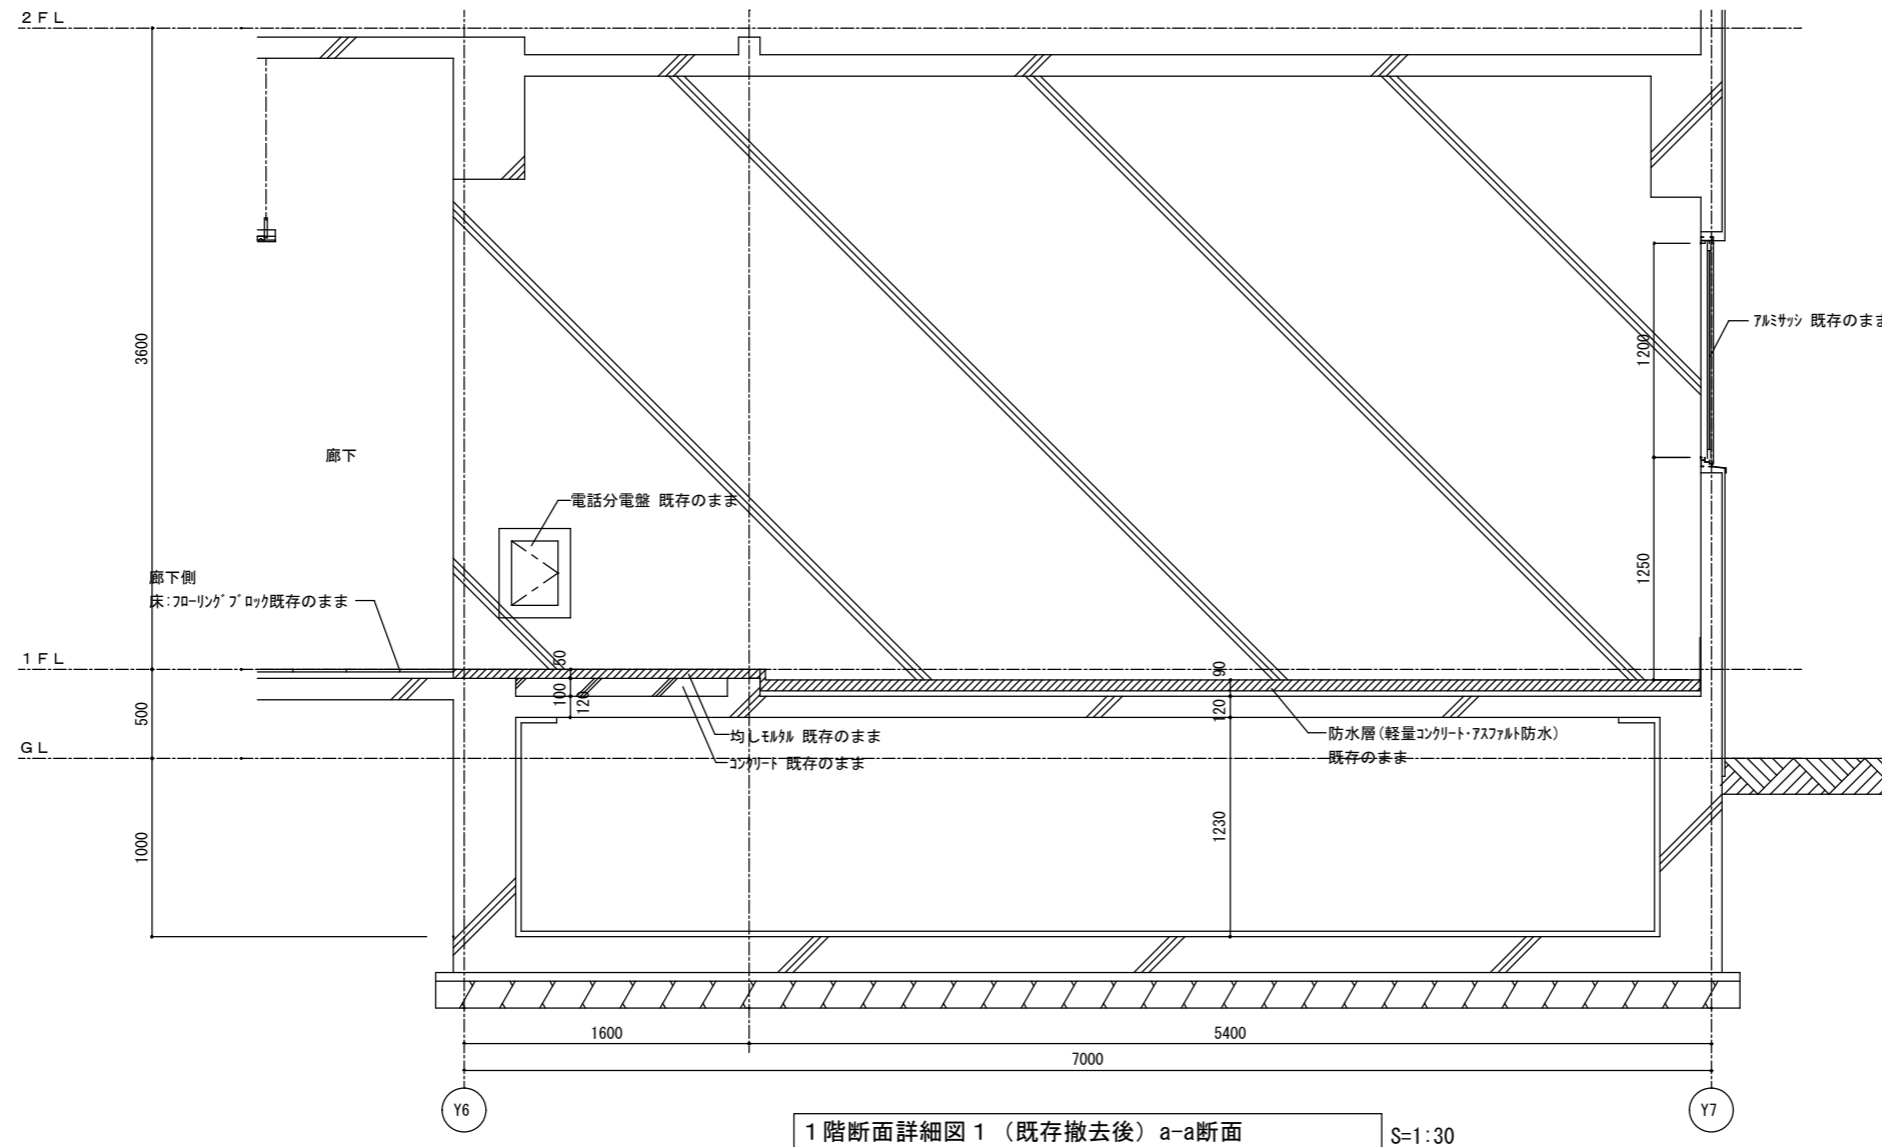 ２ＦＬ
3600
1200
アルミサッシ 既存のまま
廊下
電話分電盤 既存のまま
1250
廊下側
床:フローリングブロック既存のまま
１ＦＬ
50
90
100
120
120
500
均しモルタル 既存のまま
防水層(軽量コンクリート・アスファルト防水)
既存のまま
コンクリート 既存のまま
ＧＬ
1000
1230
1600
5400
7000
Y6
Y7
１階断面詳細図１（既存撤去後）a-a断面
S=1:30